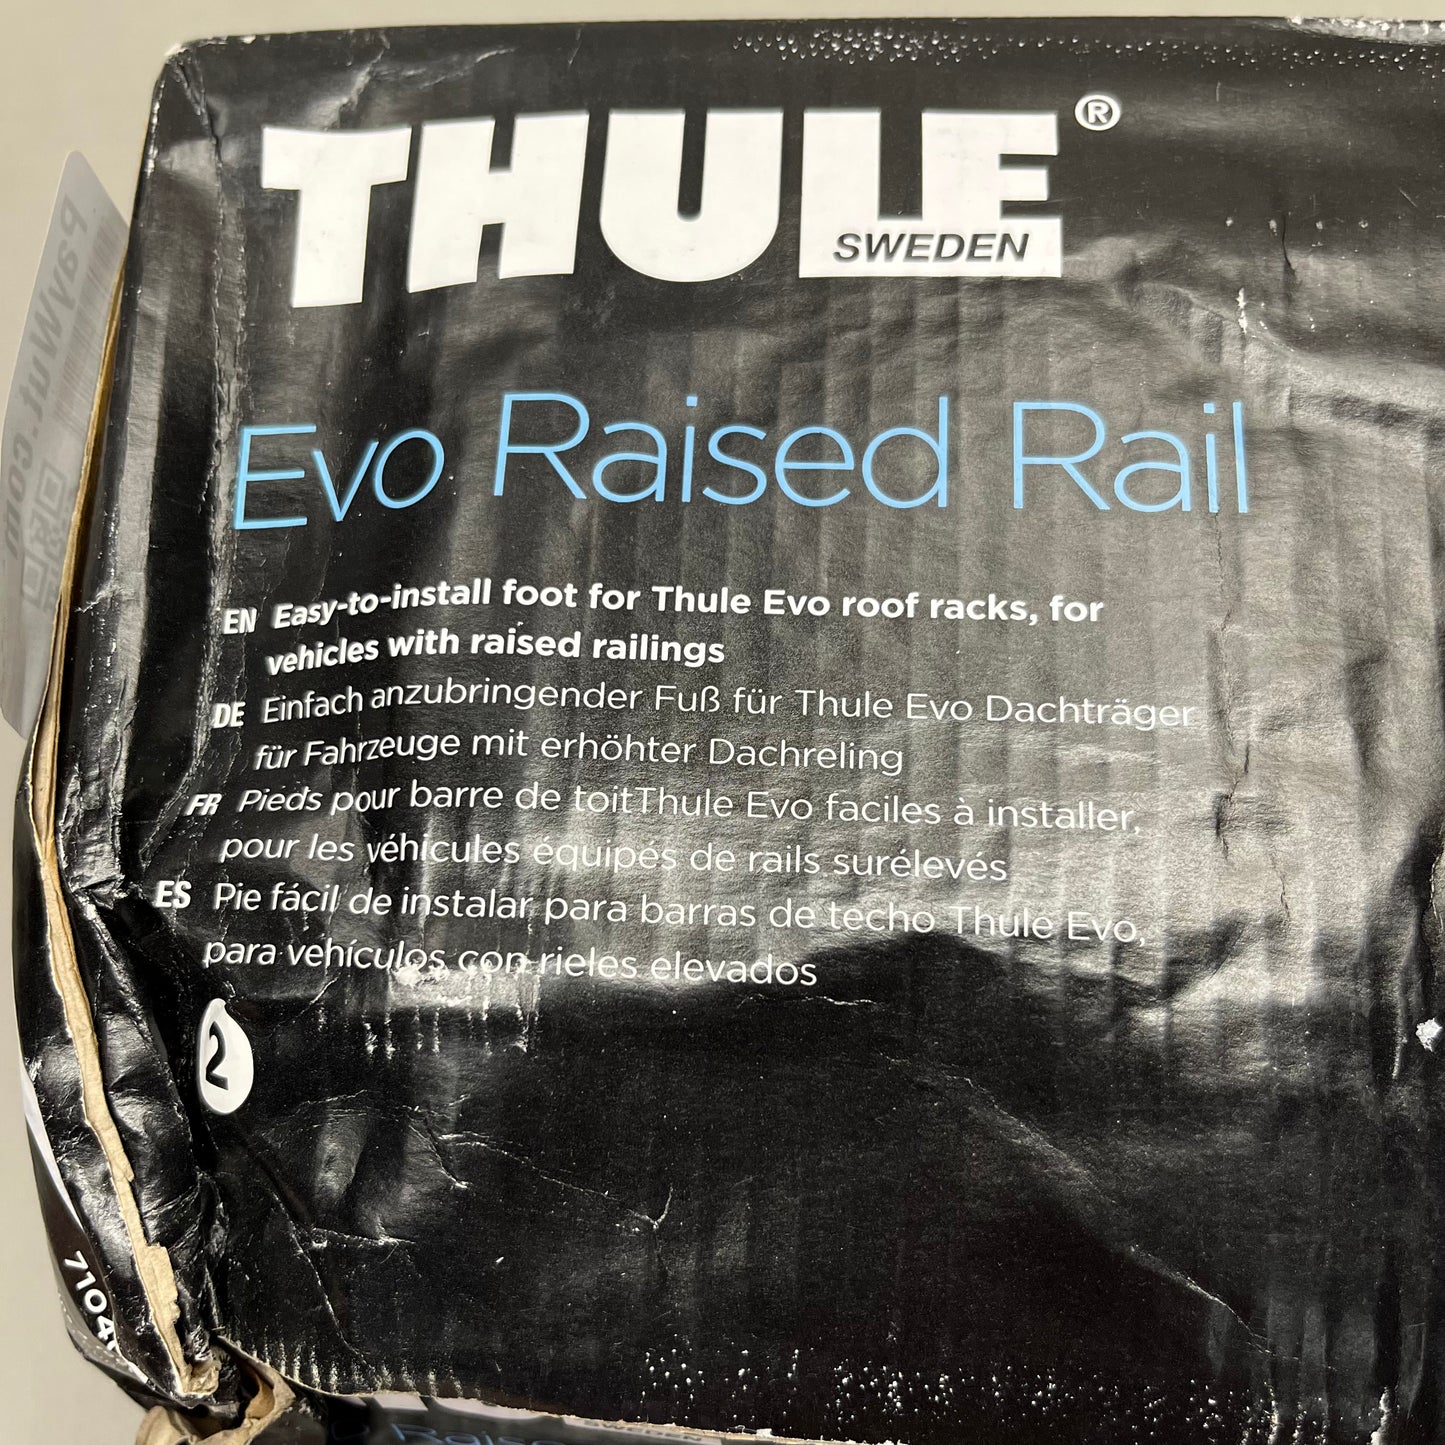 THULE®
SWEDEN
Evo Raised Rail
EN Easy-to-install foot for Thule Evo roof racks, for
vehicles with raised railings
DE Einfach anzubringender Fuß für Thule Evo Dachträger
für Fahrzeuge mit erhöhter Dachreling
FR Pieds pour barre de toitThule Evo faciles à installer,
pour les véhicules équipés de rails surélevés
ES Pie fácil de instalar para barras de techo Thule Evo,
para vehículos con rieles elevados
2
7104
PayWut.com